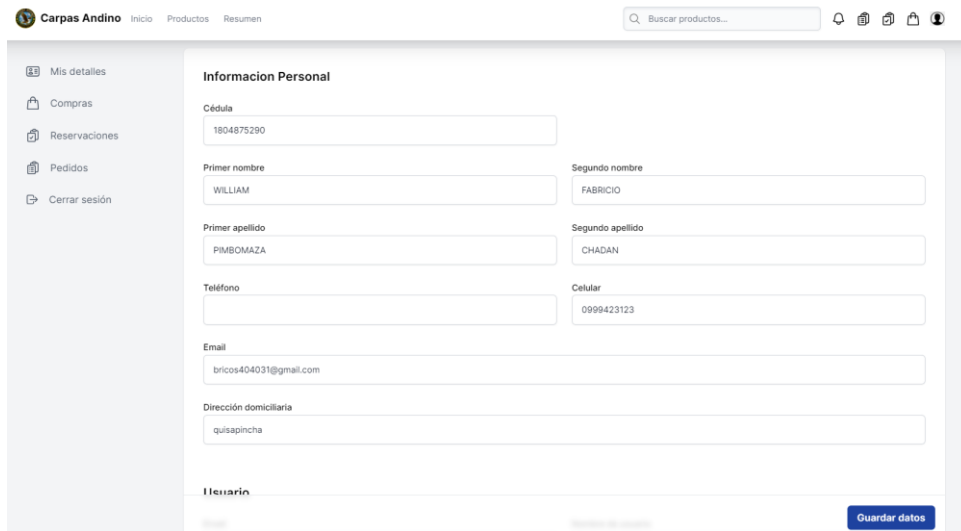 Carpas Andino Inicio Productos Resumen Buscar productos...
Mis detalles
Compras
Reservaciones
Pedidos
Cerrar sesión
Informacion Personal
Cédula
1804875290
Primer nombre Segundo nombre
WILLIAM FABRICIO
Primer apellido Segundo apellido
PIMBOMAZA CHADAN
Teléfono Celular
0999423123
Email
bricos404031@gmail.com
Dirección domiciliaria
quisapincha
Usuario
Guardar datos